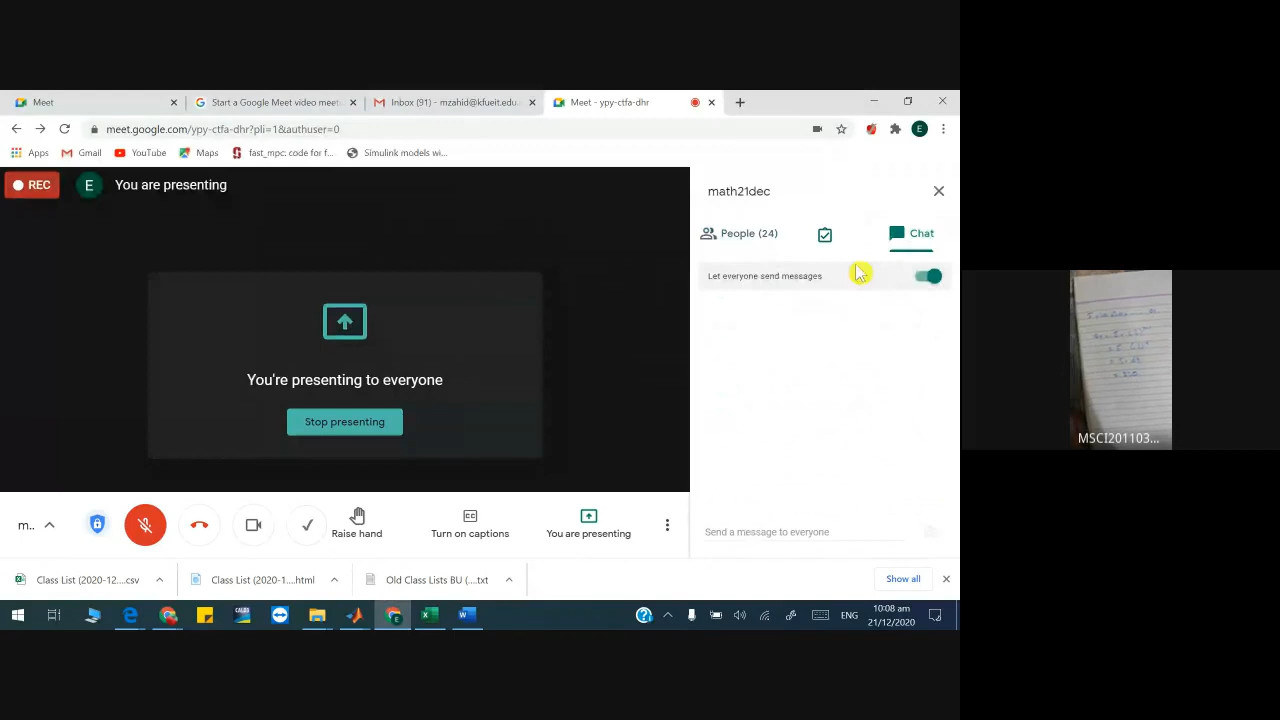 Meet
Start a Google Meet video meet
Inbox (91) - mzahid@kfueit.edu.
Meet - ypy-ctfa-dhr
meet.google.com/ypy-ctfa-dhr?pli=1&authuser=0
E
Apps
Gmail
YouTube
Maps
fast_mpc: code for f...
Simulink models wi...
REC
E
You are presenting
math21dec
People (24)
Chat
Let everyone send messages
You're presenting to everyone
Stop presenting
MSCI201103...
m..
Raise hand
CC
Turn on captions
You are presenting
Send a message to everyone
Class List (2020-12....csv
Class List (2020-1....html
Old Class Lists BU (....txt
Show all
ENG
10:08 am
21/12/2020